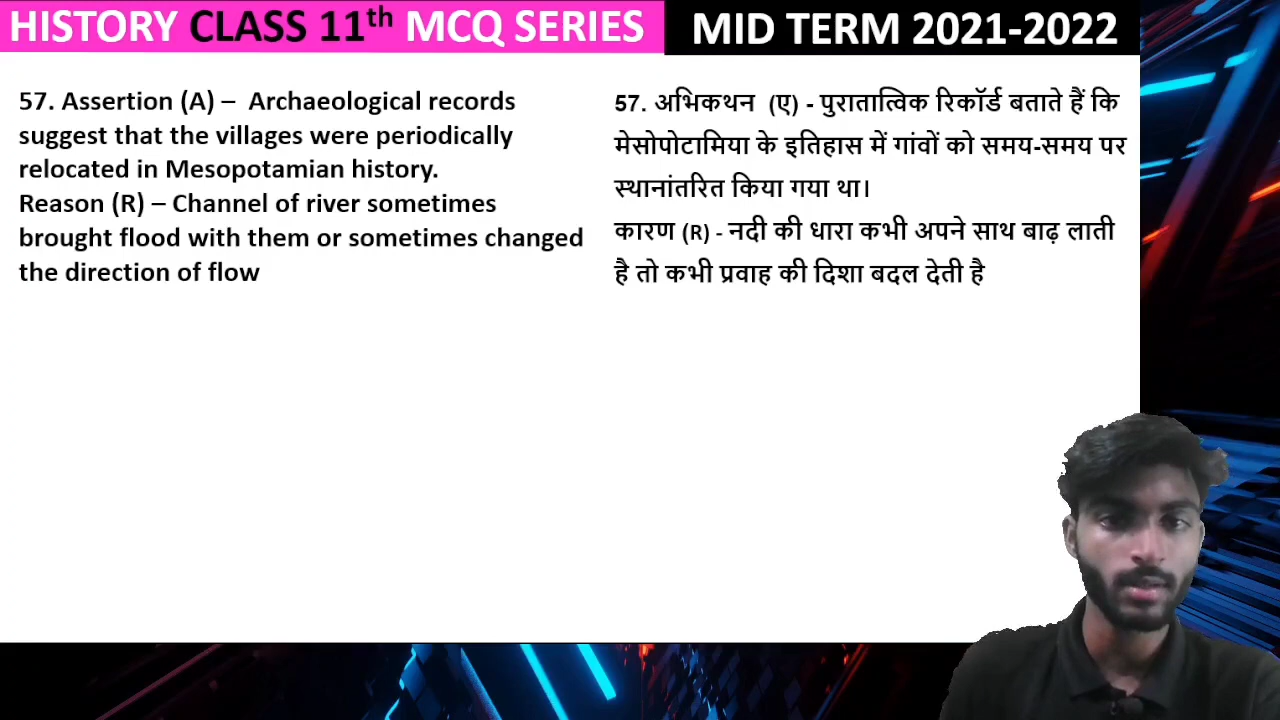 HISTORY CLASS 11th MCQ SERIES
MID TERM 2021-2022
57. Assertion (A) – Archaeological records
suggest that the villages were periodically
relocated in Mesopotamian history.
Reason (R) – Channel of river sometimes
brought flood with them or sometimes changed
the direction of flow
57. अभिकथन (ए) - पुरातात्विक रिकॉर्ड बताते हैं कि
मेसोपोटामिया के इतिहास में गांवों को समय-समय पर
स्थानांतरित किया गया था।
कारण (R) - नदी की धारा कभी अपने साथ बाढ़ लाती
है तो कभी प्रवाह की दिशा बदल देती है